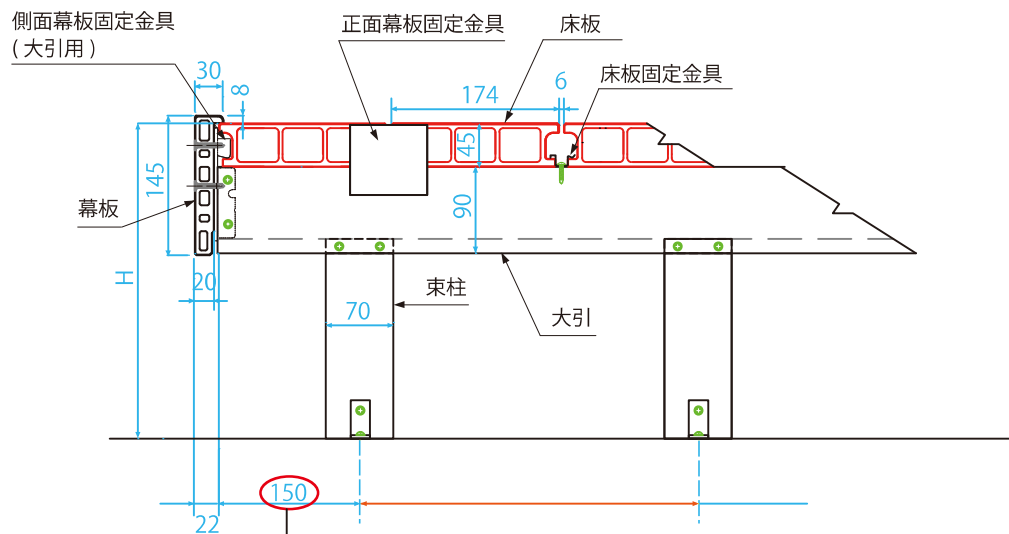 側面幕板固定金具
( 大引用 )
正面幕板固定金具
床板
床板固定金具
30
8
174
6
45
145
90
幕板
H
20
束柱
70
大引
150
22